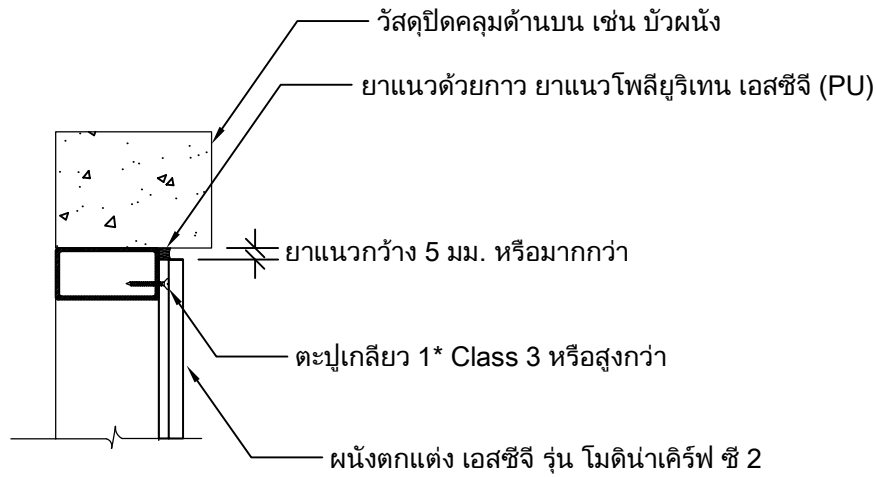 วัสดุปิดคลุมด้านบน เช่น บัวผนัง
ยาแนวด้วยกาว ยาแนวโพลียูริเทน เอสซีจี (PU)
ยาแนวกว้าง 5 มม. หรือมากกว่า
ตะปูเกลียว 1* Class 3 หรือสูงกว่า
ผนังตกแต่ง เอสซีจี รุ่น โมดิน่าเคิร์ฟ ซี 2